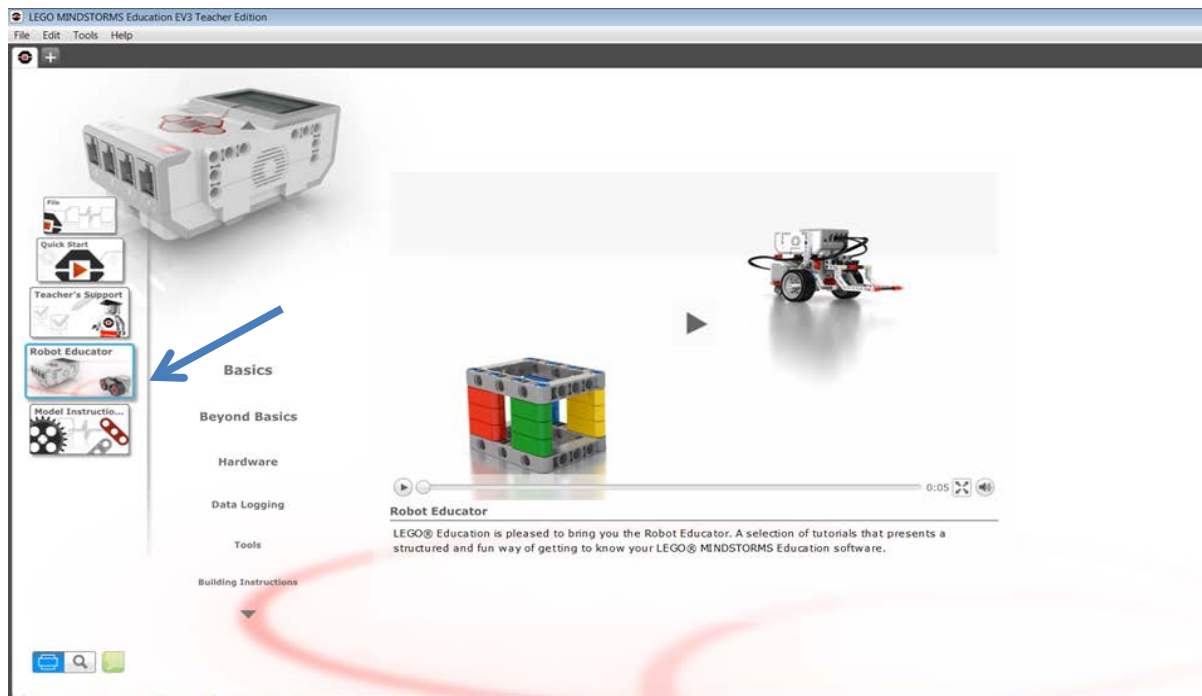 LEGO MINDSTORMS Education EV3 Teacher Edition
File Edit Tools Help
File
Quick Start
Teacher's Support
Robot Educator
Model Instructio...
Basics
Beyond Basics
Hardware
Data Logging
Tools
Building Instructions
0:05
Robot Educator
LEGO® Education is pleased to bring you the Robot Educator. A selection of tutorials that presents a
structured and fun way of getting to know your LEGO® MINDSTORMS Education software.